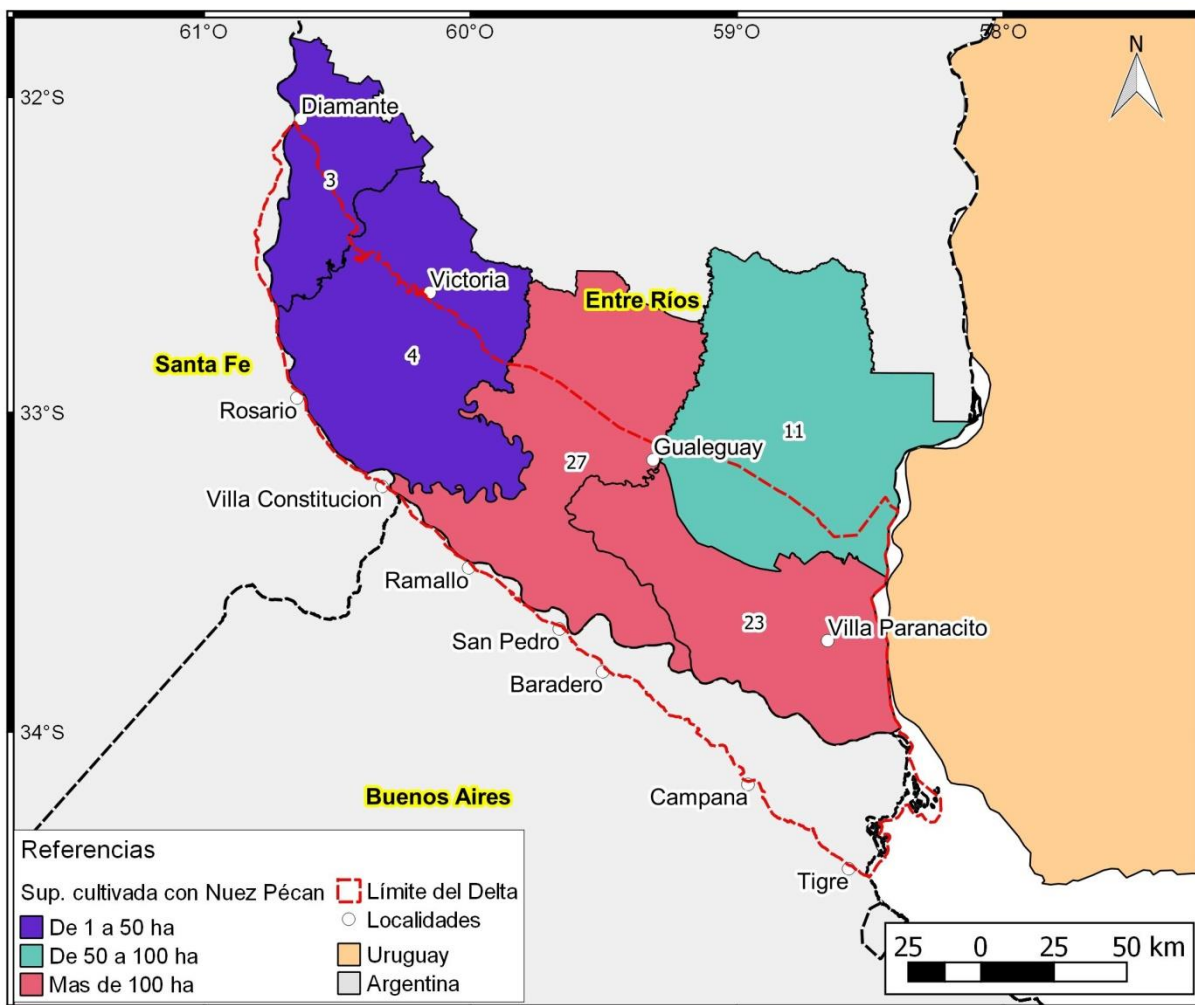 61°O
60°O
59°O
58°O
N
32°S
Diamante
3
Victoria
Entre Ríos
Santa Fe
4
33°S
Rosario
11
Gualeguay
27
Villa Constitucion
Ramallo
23
Villa Paranacito
San Pedro
Baradero
34°S
Campana
Buenos Aires
Tigre
Referencias
Sup. cultivada con Nuez Pécan
De 1 a 50 ha
De 50 a 100 ha
Mas de 100 ha
Límite del Delta
Localidades
Uruguay
Argentina
25 0 25 50 km